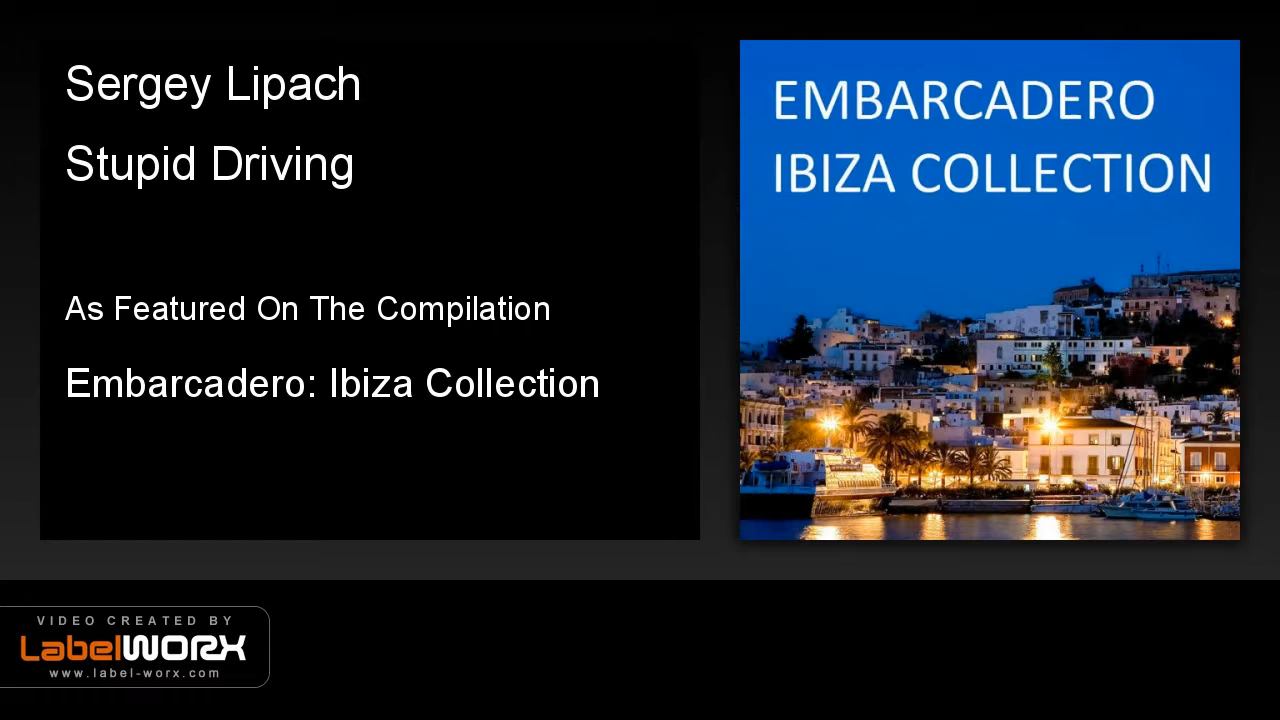 Sergey Lipach
Stupid Driving
As Featured On The Compilation
Embarcadero: Ibiza Collection
EMBARCADERO
IBIZA COLLECTION
VIDEO CREATED BY
LabelWORX
www.label-worx.com